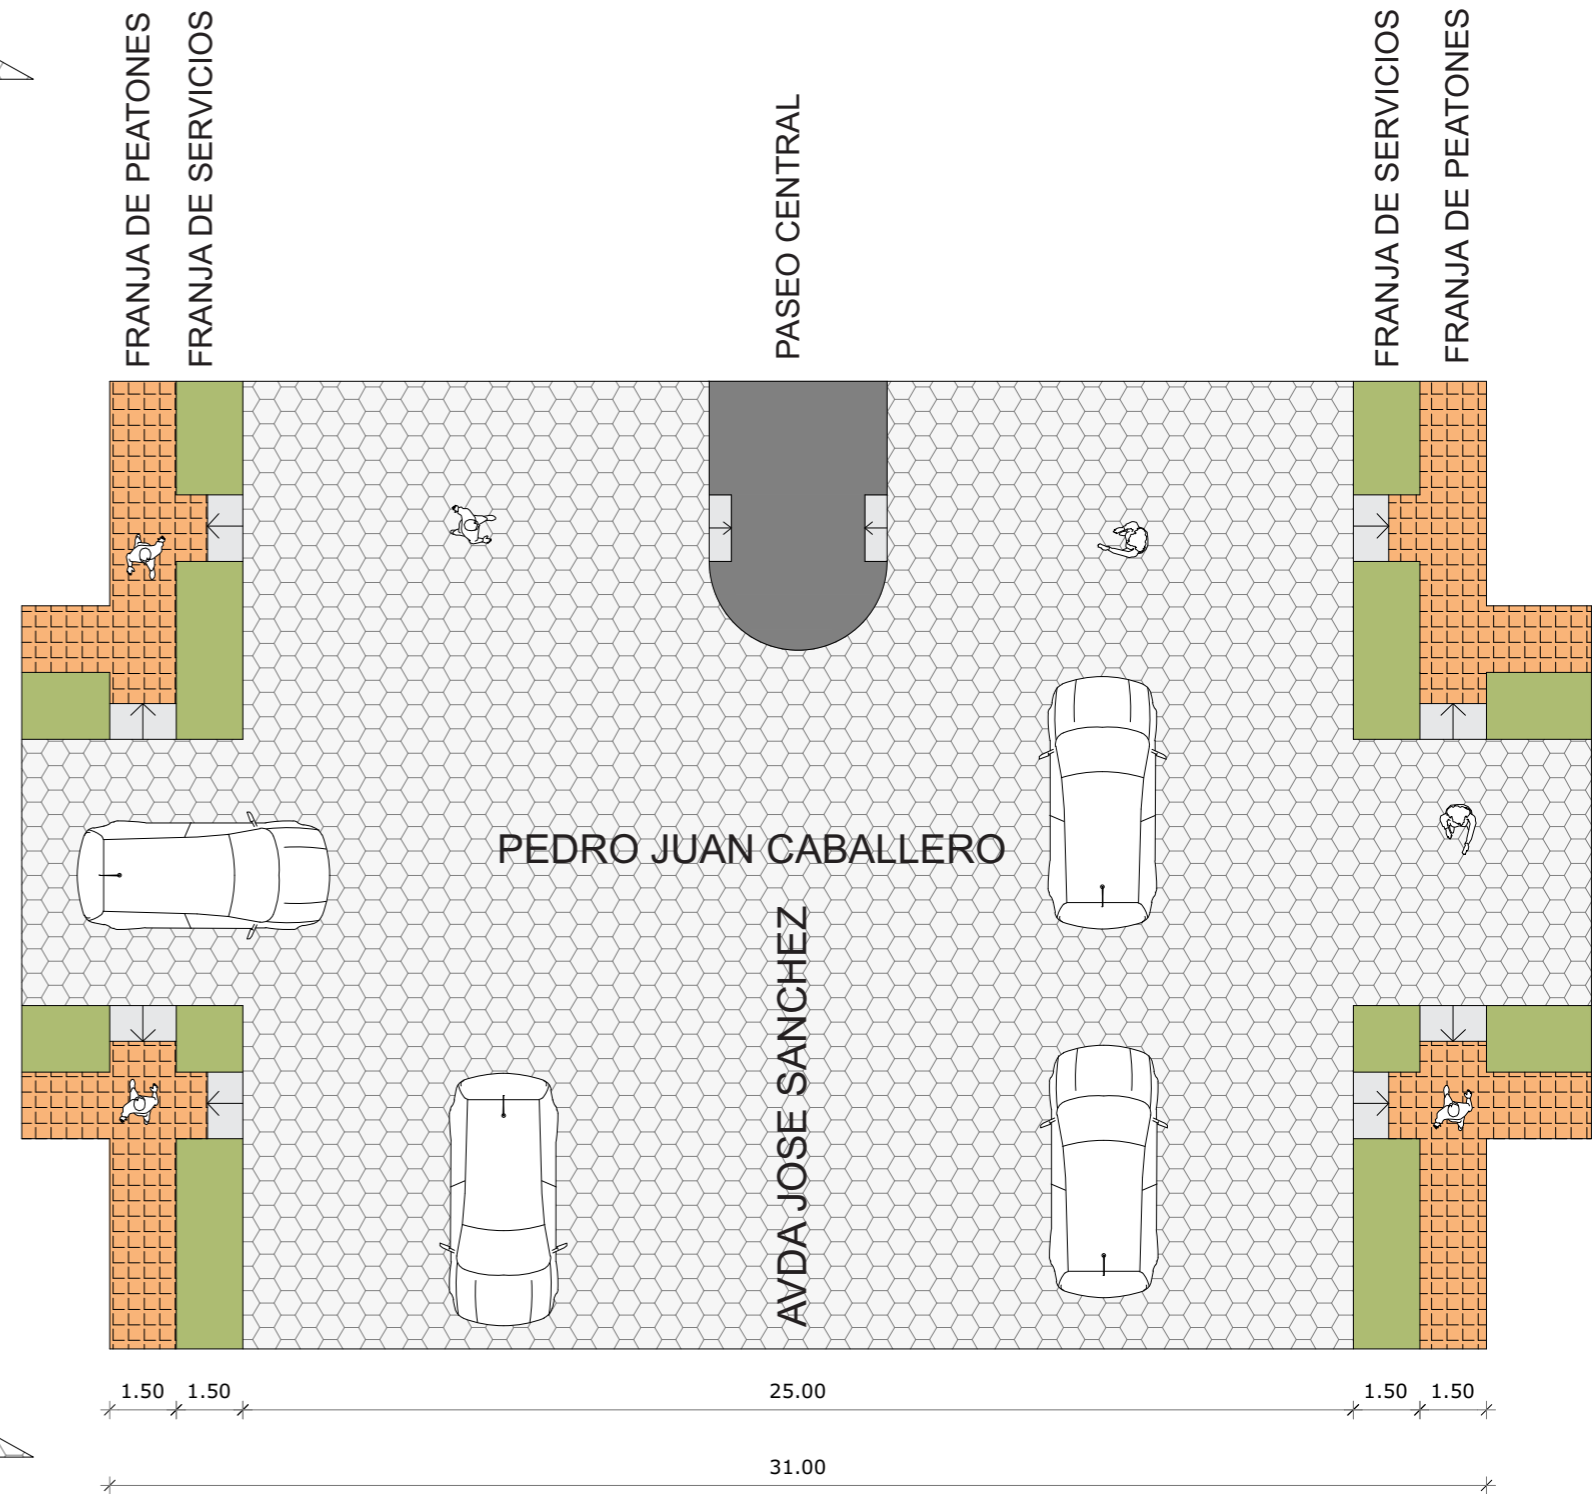 FRANJA DE PEATONES
FRANJA DE SERVICIOS
PASEO CENTRAL
FRANJA DE SERVICIOS
FRANJA DE PEATONES
PEDRO JUAN CABALLERO
AVDA JOSE SANCHEZ
1.50 1.50 25.00 1.50 1.50
31.00